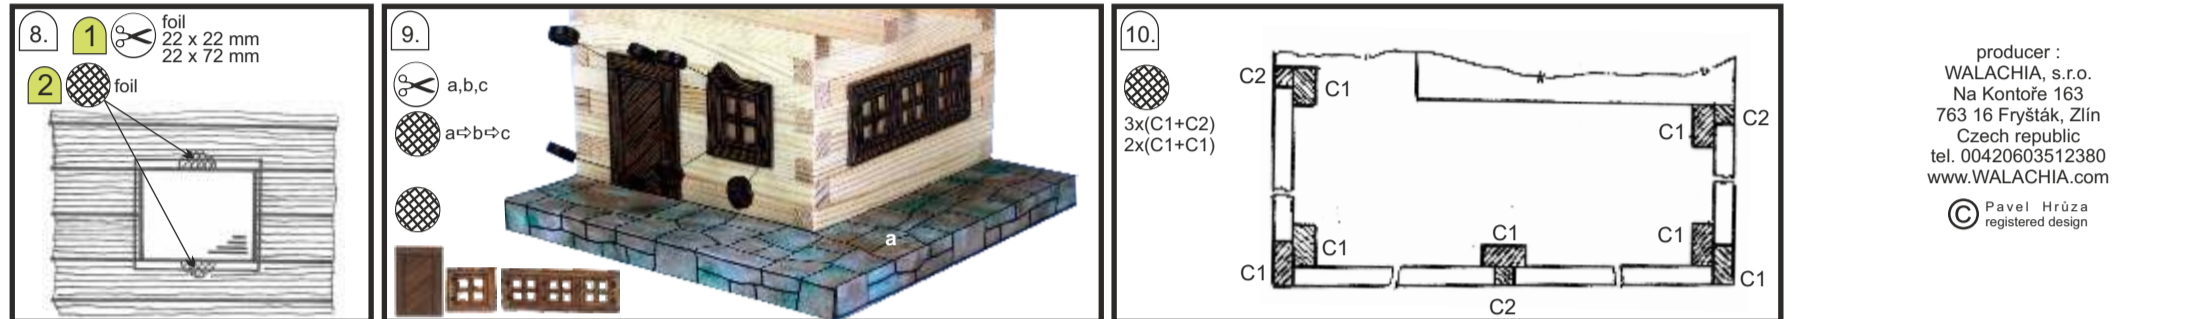 8.
1
foil
22 x 22 mm
22 x 72 mm
2
foil
9.
a,b,c
a⇨b⇨c
a
10.
3x(C1+C2)
2x(C1+C1)
C2
C1
C1
C2
C1
C1
C1
C1
C1
C2
producer :
WALACHIA, s.r.o.
Na Kontoře 163
763 16 Fryšták, Zlín
Czech republic
tel. 00420603512380
www.WALACHIA.com
© Pavel Hrůza
registered design